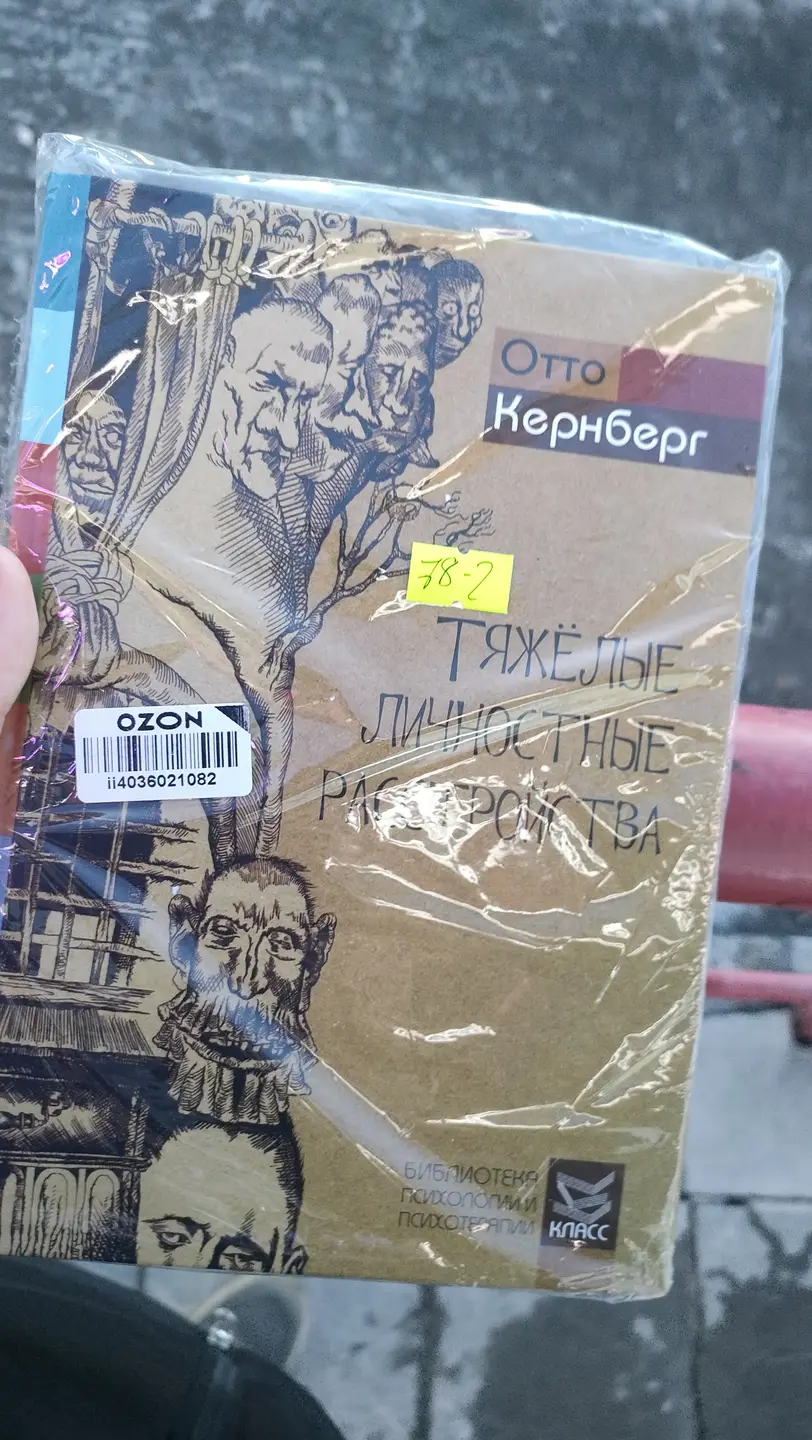 Отто
Кернберг
78-2
ТЯЖЁЛЫЕ
ЛИЧНОСТНЫЕ
РАССТРОЙСТВА
OZON
ii4036021082
БИБЛИОТЕКА
ПСИХОЛОГИИ И
ПСИХОТЕРАПИИ
КЛАСС